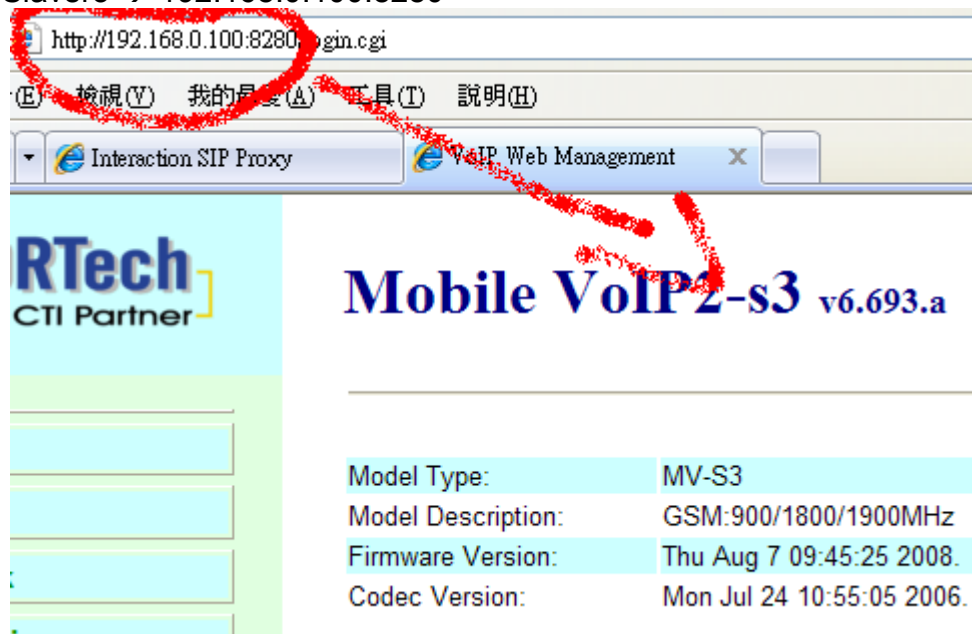 http://192.168.0.100:8280 gin.cgi
(E) 檢視(V) 我的最愛(A) 工具(T) 說明(H)
Interaction SIP Proxy VoIP Web Management X
RTech
CTI Partner
Mobile VoIP2-s3 v6.693.a
Model Type: MV-S3
Model Description: GSM:900/1800/1900MHz
Firmware Version: Thu Aug 7 09:45:25 2008.
Codec Version: Mon Jul 24 10:55:05 2006.